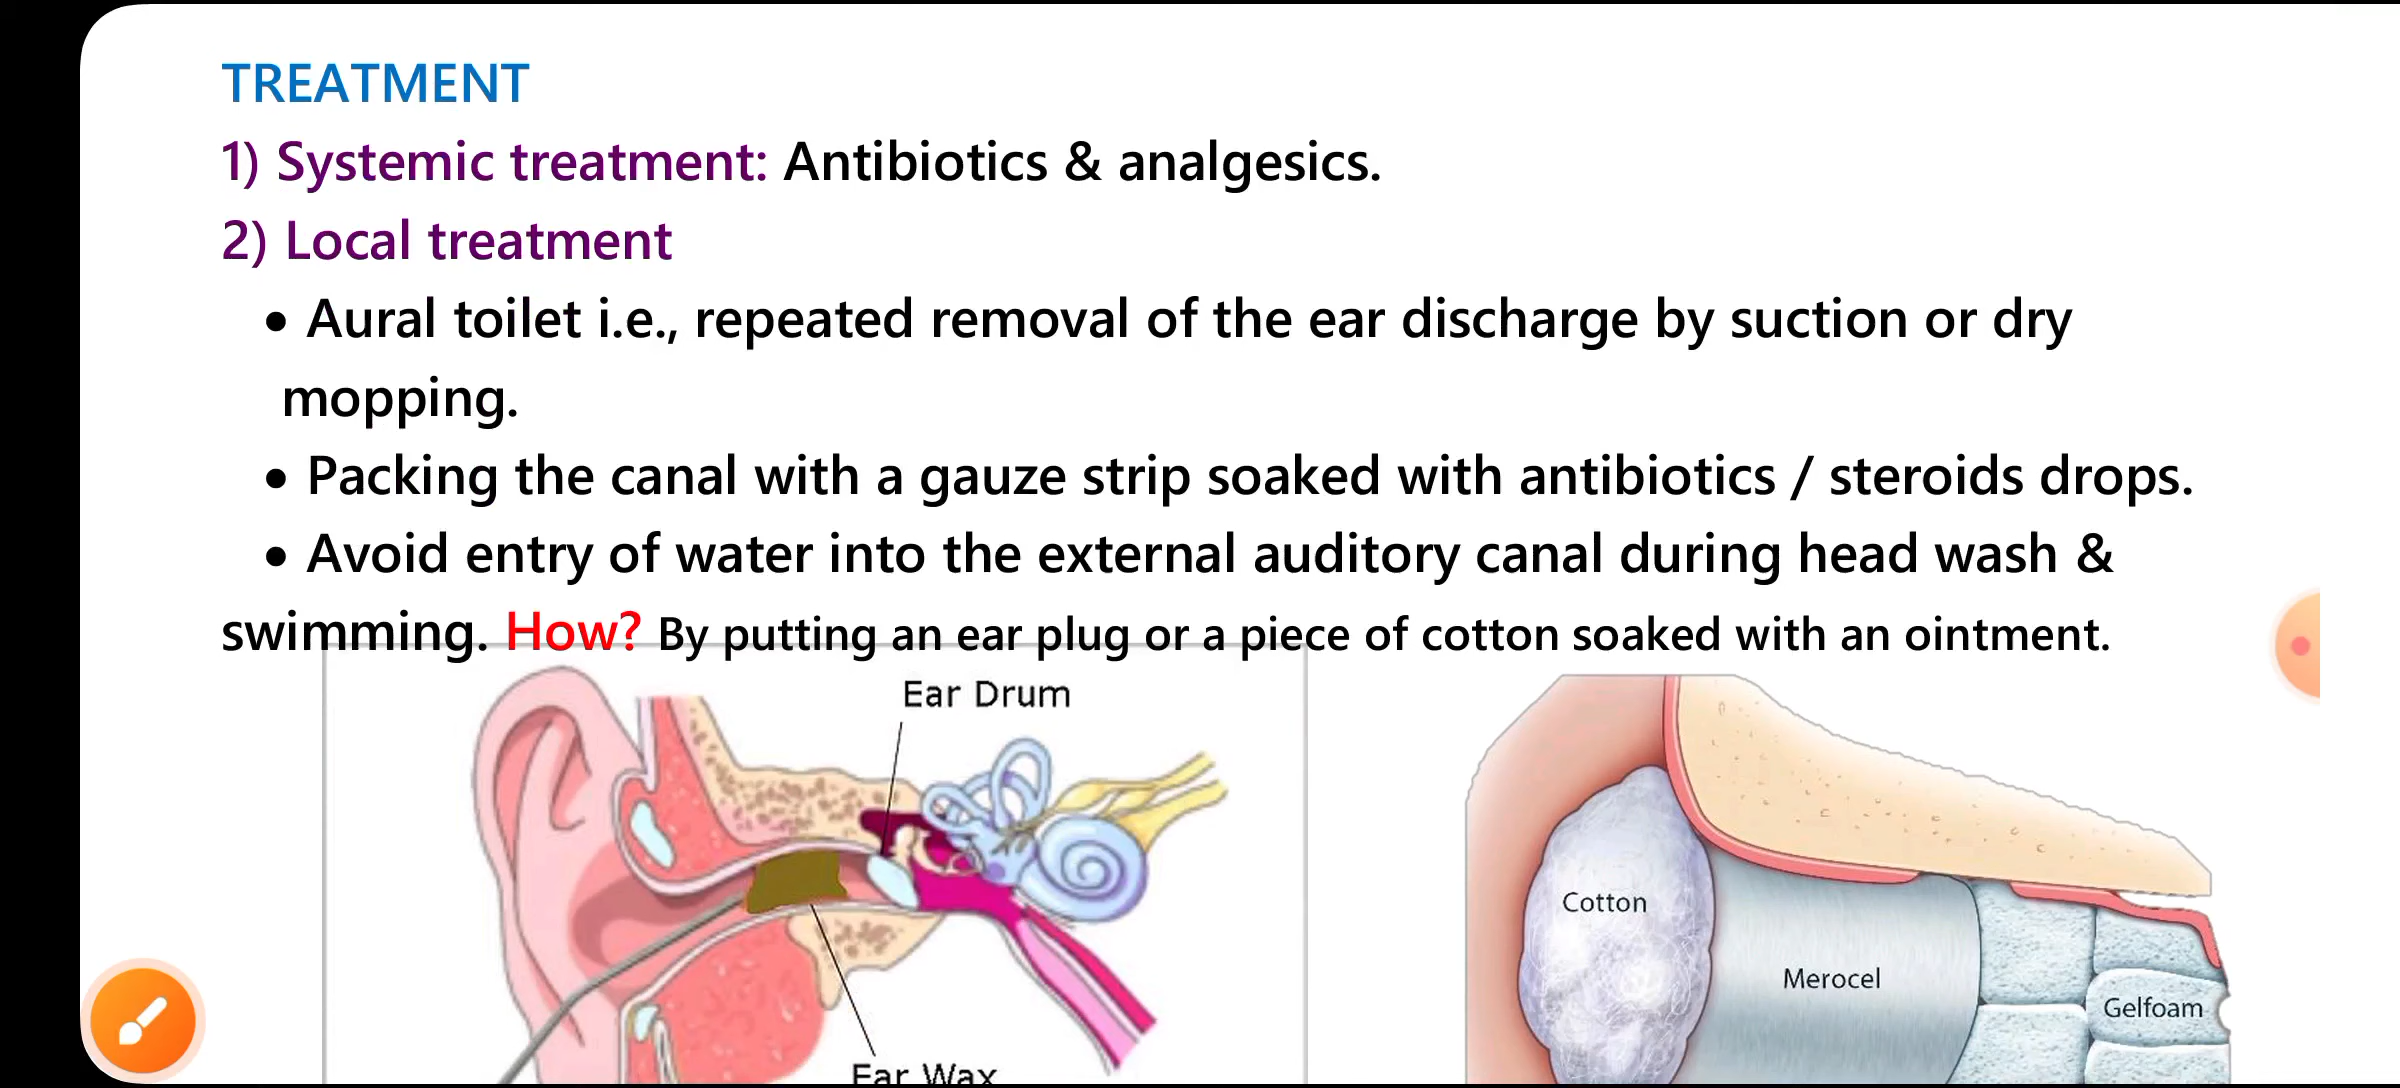 TREATMENT
1) Systemic treatment: Antibiotics & analgesics.
2) Local treatment
• Aural toilet i.e., repeated removal of the ear discharge by suction or dry
mopping.
• Packing the canal with a gauze strip soaked with antibiotics / steroids drops.
• Avoid entry of water into the external auditory canal during head wash &
swimming. How? By putting an ear plug or a piece of cotton soaked with an ointment.
Ear Drum
Ear Wax
Cotton
Merocel
Gelfoam